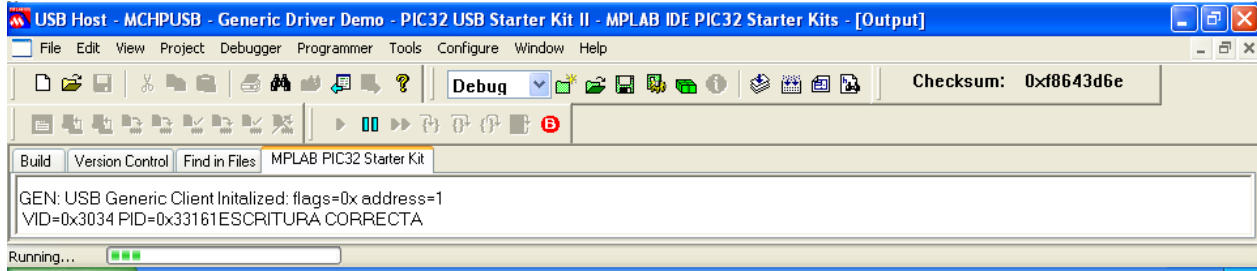 USB Host - MCHPUSB - Generic Driver Demo - PIC32 USB Starter Kit II - MPLAB IDE PIC32 Starter Kits - [Output]
File Edit View Project Debugger Programmer Tools Configure Window Help
Debug Checksum: 0xf8643d6e
Build Version Control Find in Files MPLAB PIC32 Starter Kit
GEN: USB Generic Client Initalized: flags=0x address=1
VID=0x3034 PID=0x33161ESCRITURA CORRECTA
Running...